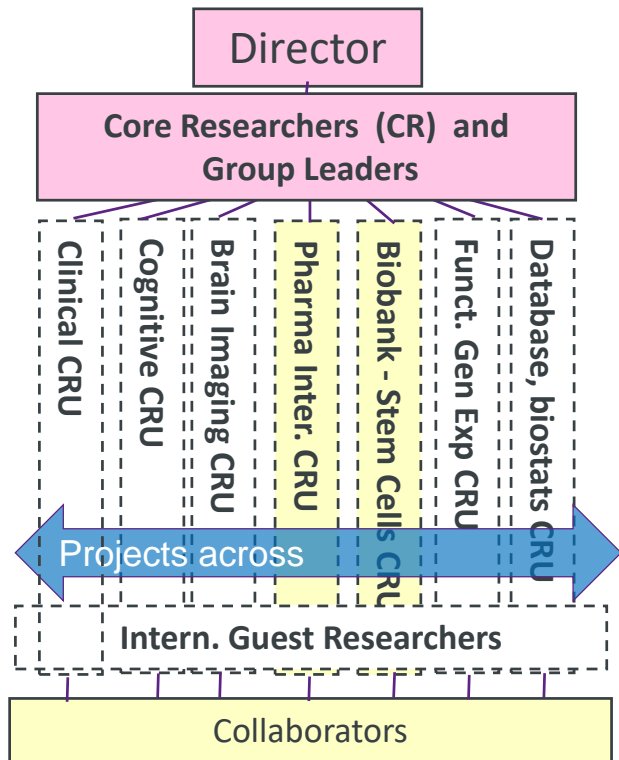 Director
Core Researchers (CR) and
Group Leaders
Clinical CRU
Cognitive CRU
Brain Imaging CRU
Pharma Inter. CRU
Biobank - Stem Cells CRU
Funct. Gen Exp CRU
Database, biostats CRU
Projects across
Intern. Guest Researchers
Collaborators